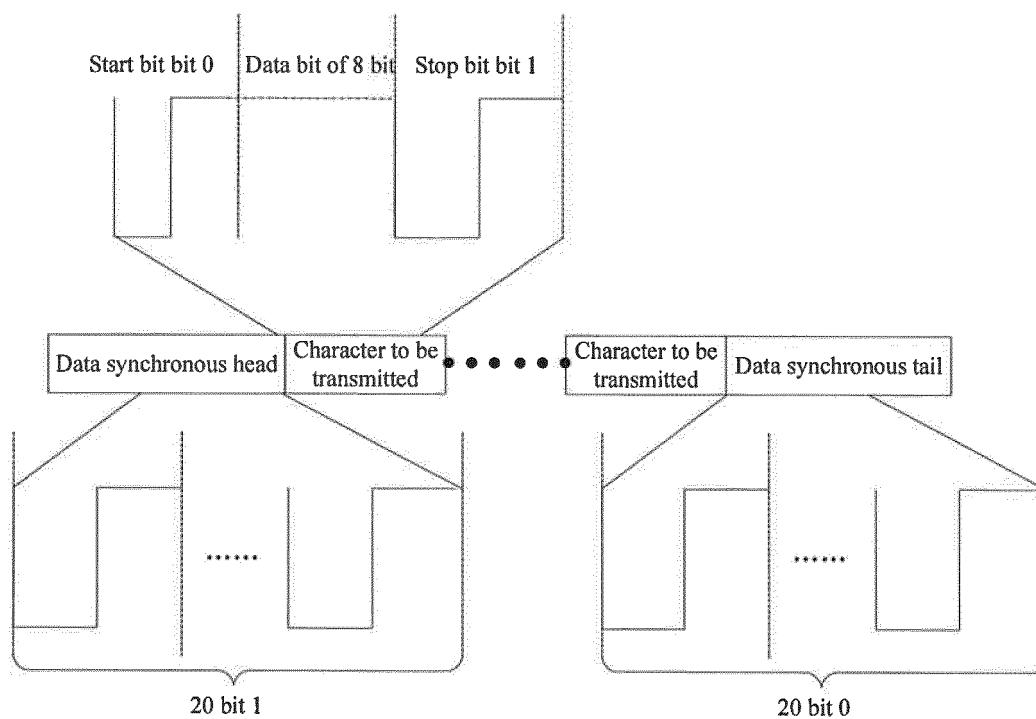 Start bit bit 0
Data bit of 8 bit
Stop bit bit 1
Data synchronous head
Character to be
transmitted
Character to be
transmitted
Data synchronous tail
20 bit 1
20 bit 0